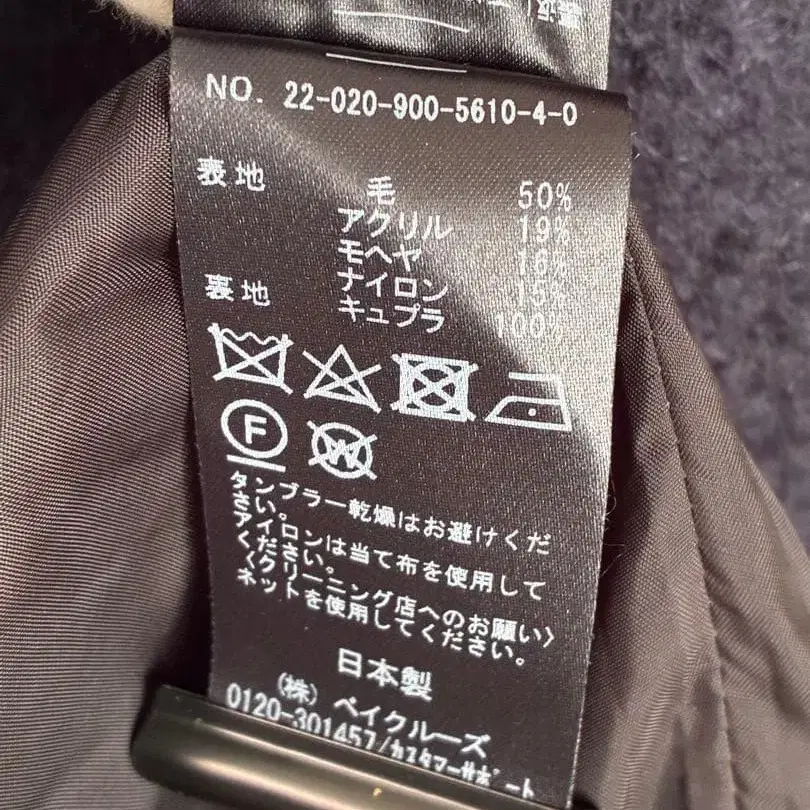 NO. 22-020-900-5610-4-0
表地 毛 50%
アクリル 19%
モヘヤ 16%
ナイロン 15%
裏地 キュプラ 100%
F
W
タンブラー乾燥はお避けくだ
さい。
アイロンは当て布を使用して
ください。
〈クリーニング店へのお願い〉
ネットを使用してください。
日本製
(株) ベイクルーズ
0120-301457/カスタマーサポート